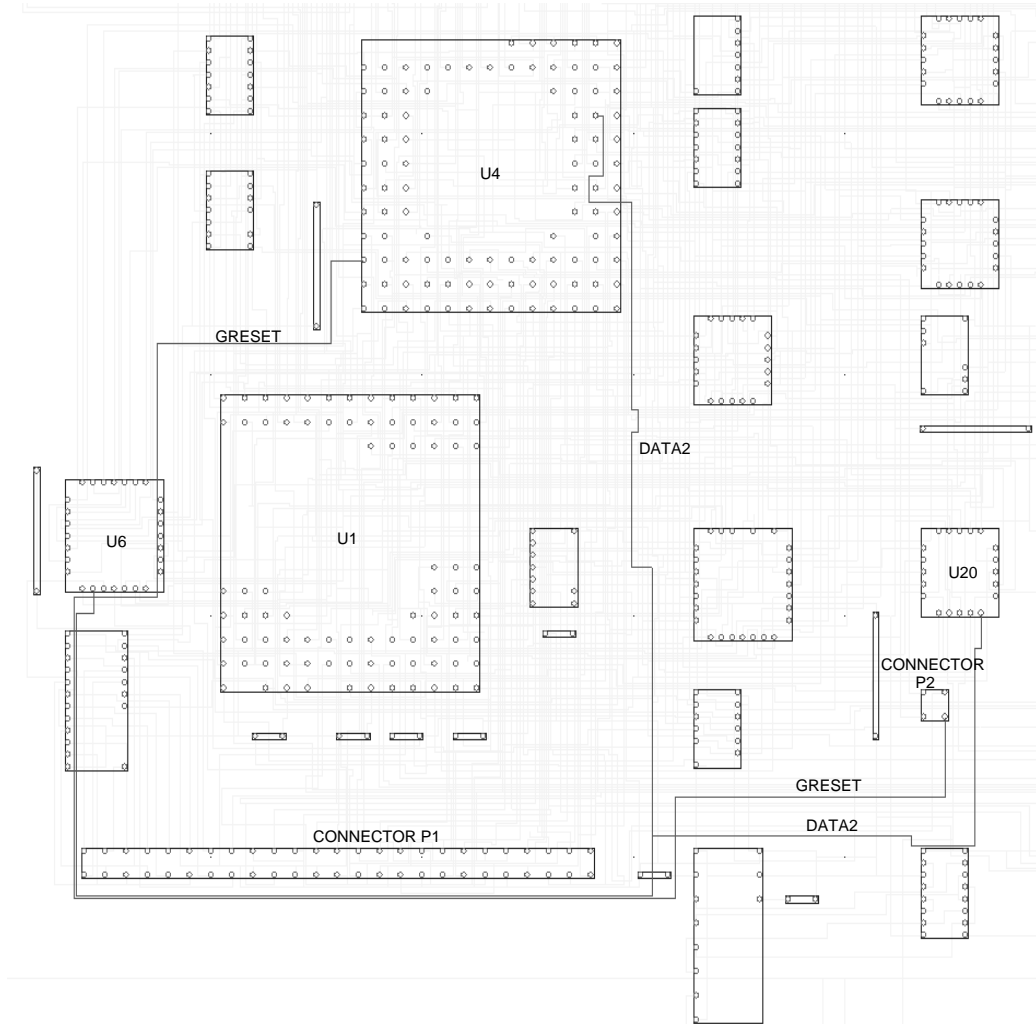 U4
GRESET
DATA2
U6
U1
U20
CONNECTOR
P2
GRESET
DATA2
CONNECTOR P1